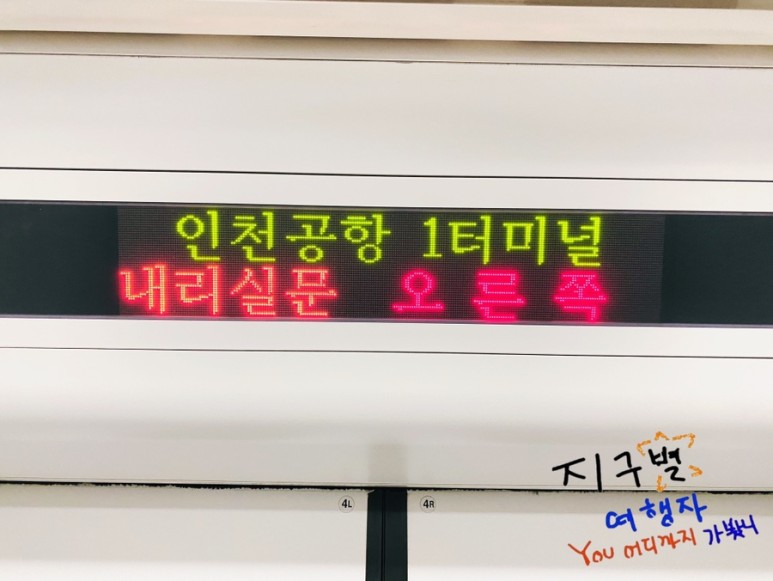 인천공항 1터미널
내리실문 오른쪽
4L 4R
지구별
여행자
You 어디까지 가봤니